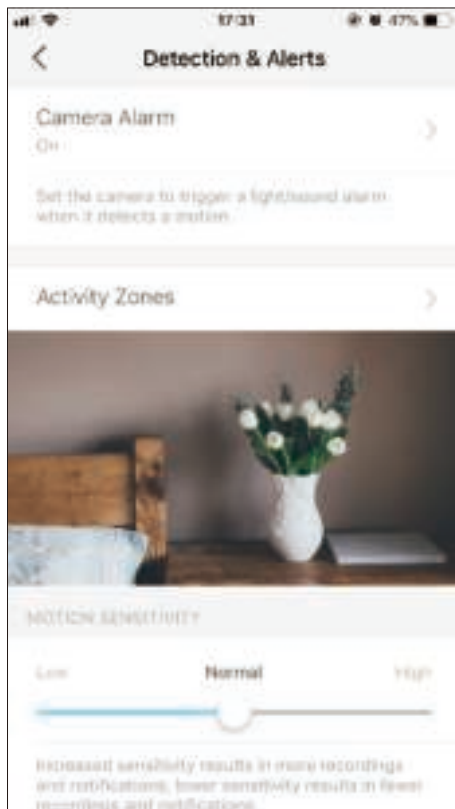 17:31 47%
Detection & Alerts
Camera Alarm
On
Set the camera to trigger a light/sound alarm
when it detects a motion
Activity Zones
MOTION SENSITIVITY
Low Normal High
Increased sensitivity results in more recordings
and notifications, lower sensitivity results in fewer
recordings and notifications